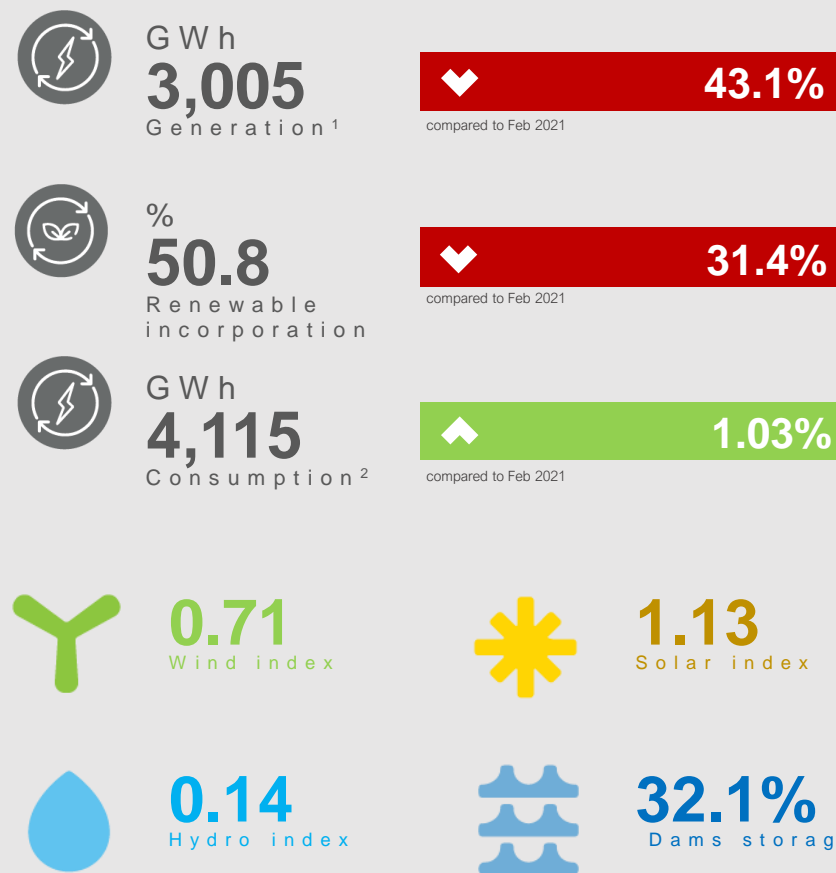 GWh
3,005
Generation¹
43.1%
compared to Feb 2021
%
50.8
Renewable
incorporation
31.4%
compared to Feb 2021
GWh
4,115
Consumption²
1.03%
compared to Feb 2021
0.71
Wind index
1.13
Solar index
0.14
Hydro index
32.1%
Dams storag